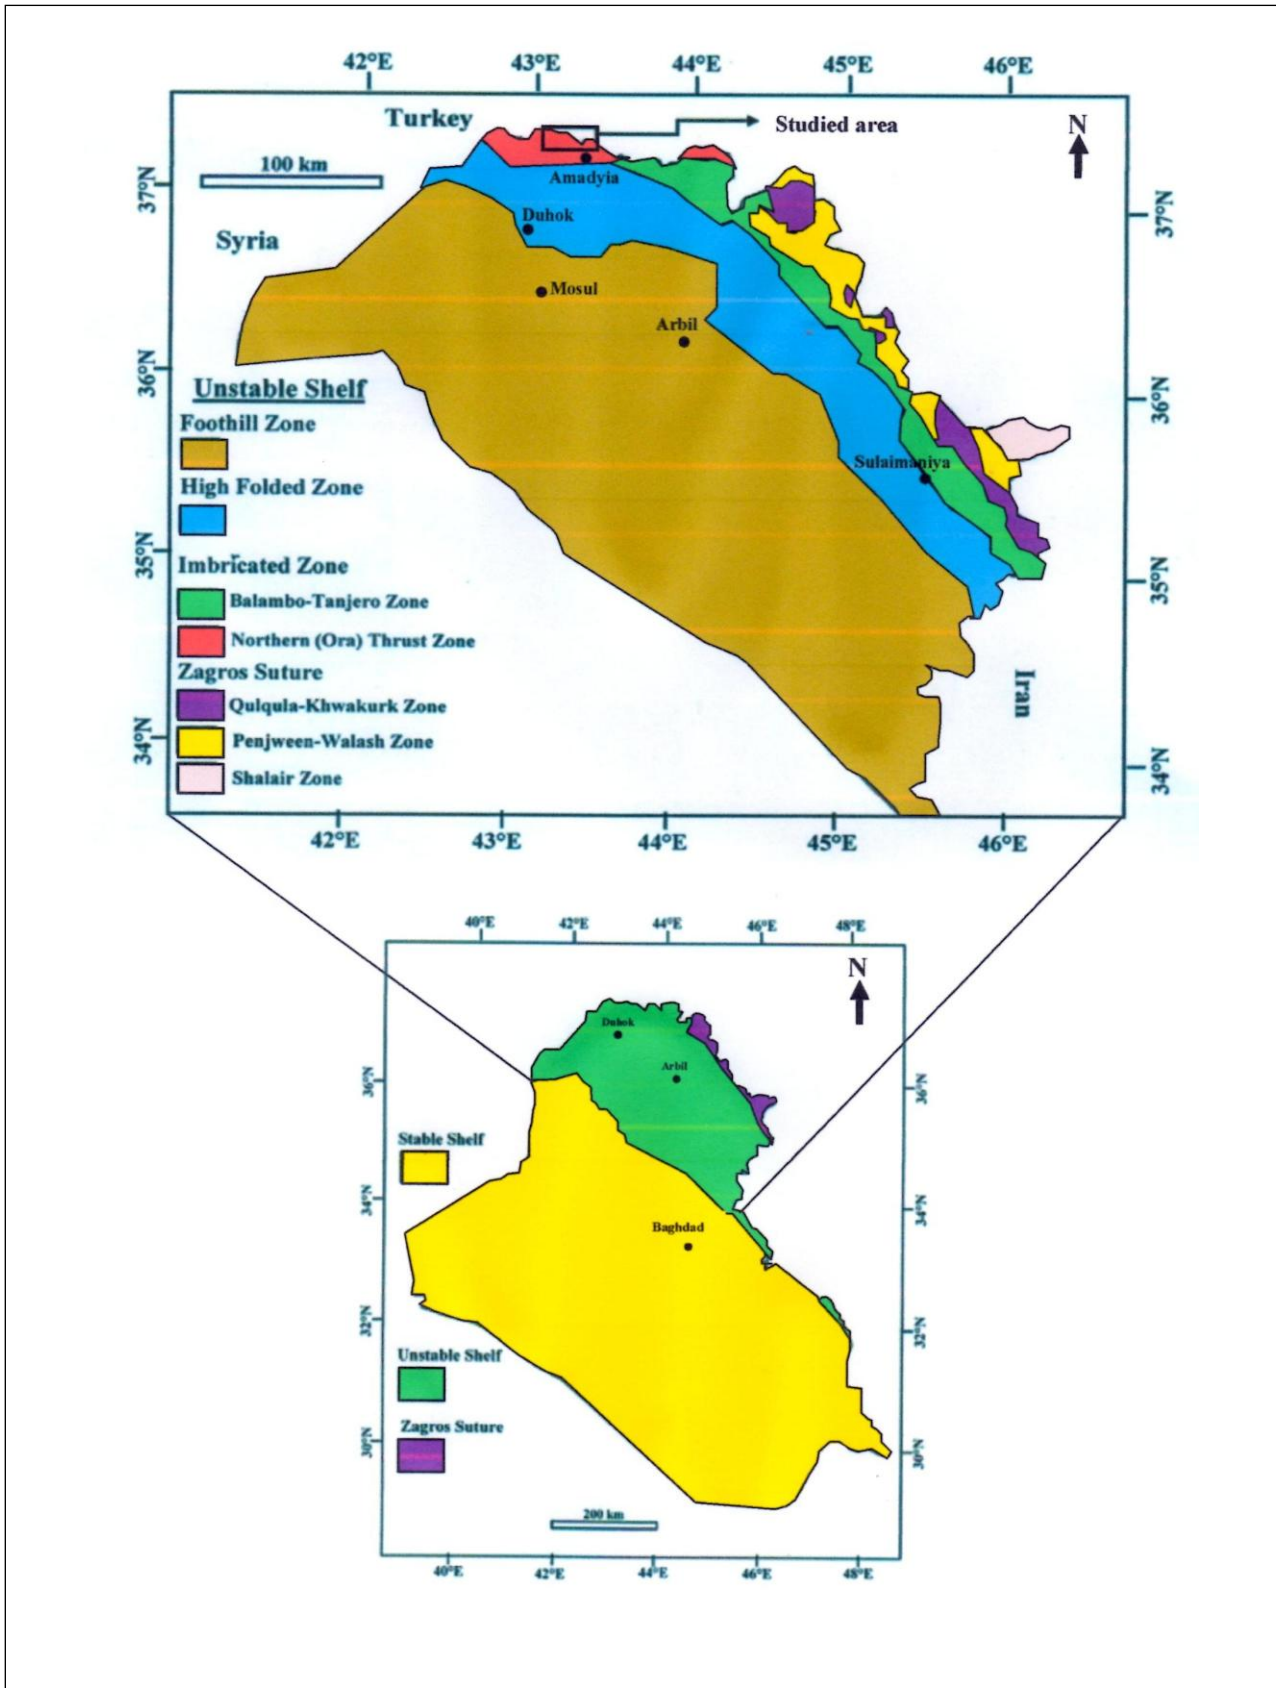 42°E 43°E 44°E 45°E 46°E
Turkey
Studied area
N
100 km
Amadyia
37°N
37°N
Duhok
Syria
Mosul
Arbil
36°N
36°N
Unstable Shelf
Foothill Zone
Sulaimaniya
High Folded Zone
35°N
35°N
Imbricated Zone
Balambo-Tanjero Zone
Northern (Ora) Thrust Zone
Zagros Suture
Iran
Qulqula-Khwakurk Zone
34°N
Penjween-Walash Zone
34°N
Shalair Zone
42°E 43°E 44°E 45°E 46°E
40°E 42°E 44°E 46°E 48°E
N
Duhok
Arbil
36°N
36°N
Stable Shelf
34°N
34°N
Baghdad
32°N
32°N
Unstable Shelf
Zagros Suture
30°N
30°N
200 km
40°E 42°E 44°E 46°E 48°E